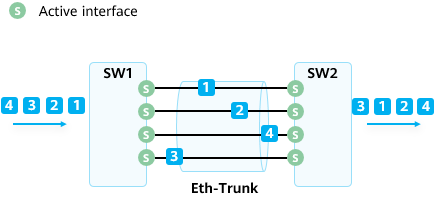 S Active interface
SW1 SW2
S 1 S
4 3 2 1 S 2 S 3 1 2 4
S 4 S
S 3 S
Eth-Trunk